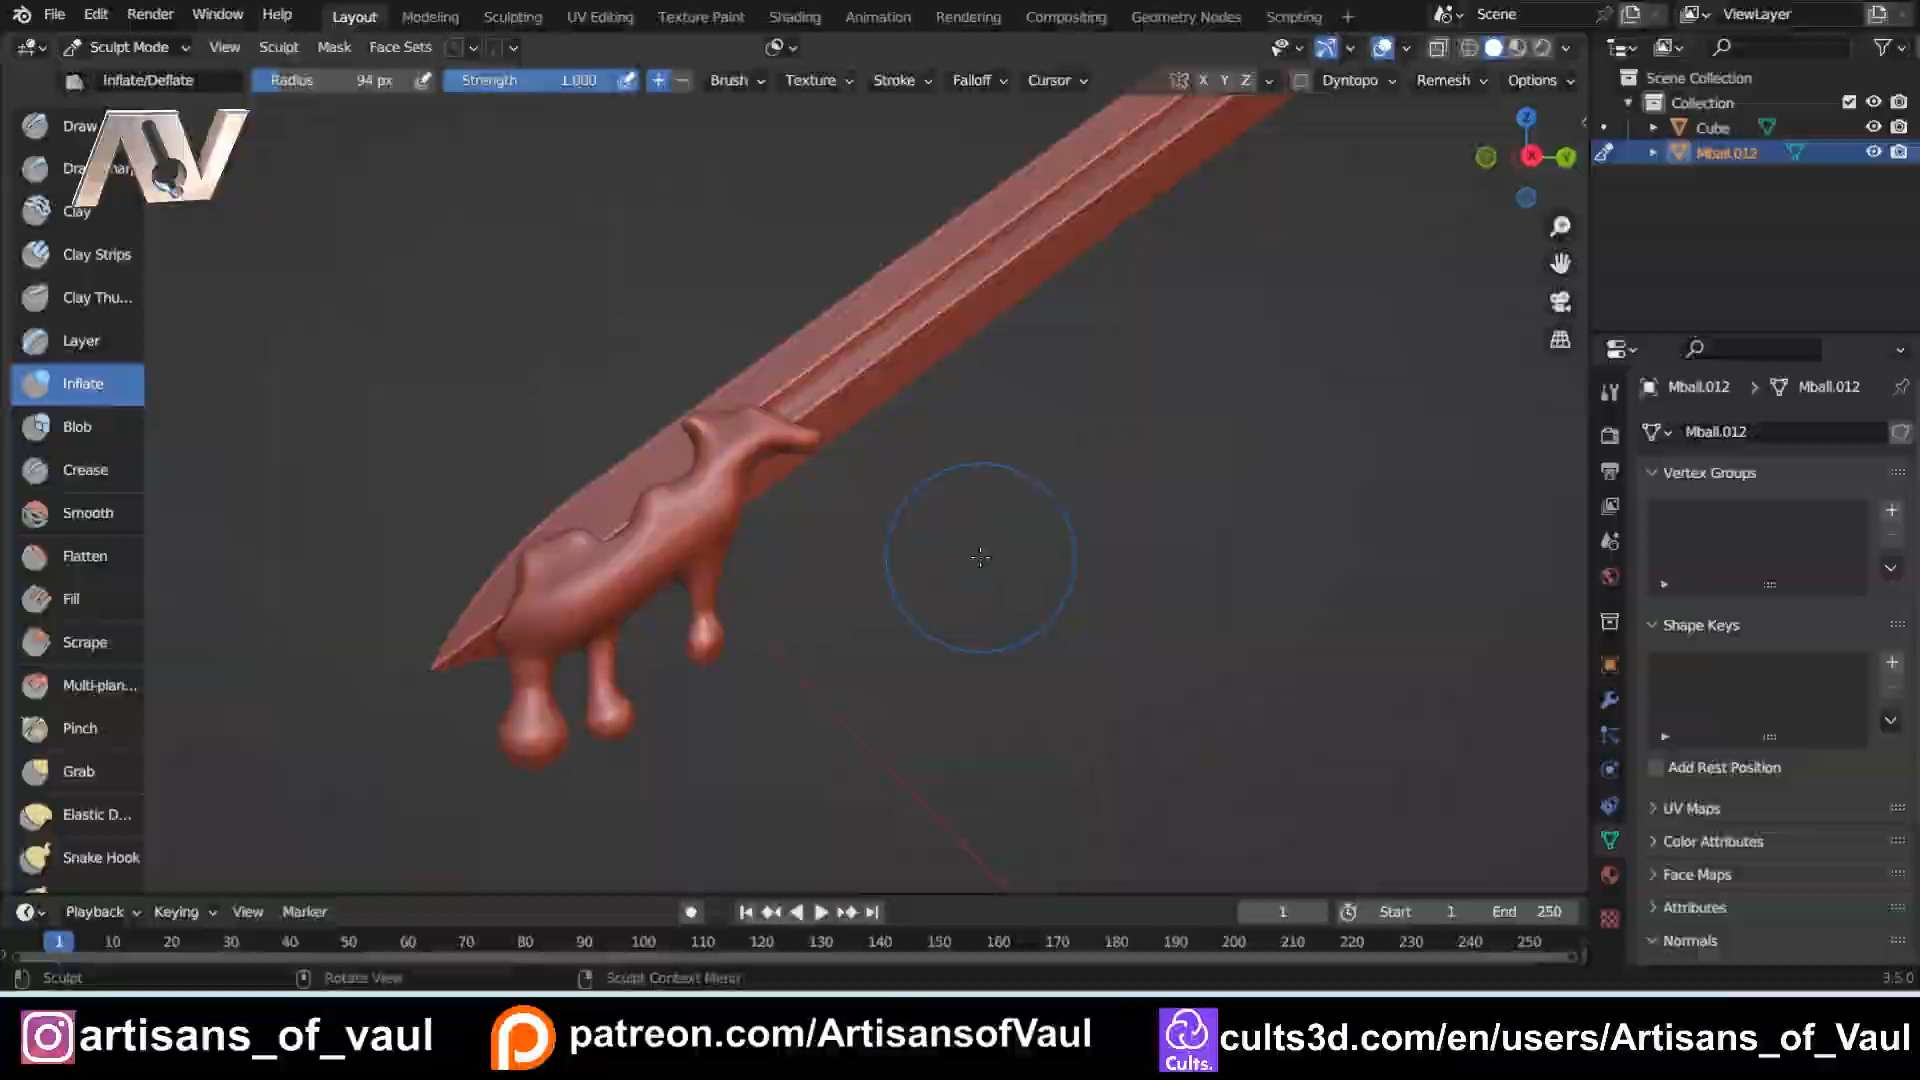 File Edit Render Window Help Layout Modeling Sculpting UV Editing Texture Paint Shading Animation Rendering Compositing Geometry Nodes Scripting + Scene ViewLayer
Sculpt Mode View Sculpt Mask Face Sets
Inflate/Deflate Radius 94 px Strength 1.000 Brush Texture Stroke Falloff Cursor X Y Z Dyntopo Remesh Options
Scene Collection
Collection
Cube
Mball.012
Z
X
Y
AV
Draw
Clay
Clay Strips
Clay Thu...
Layer
Inflate
Blob
Crease
Smooth
Flatten
Fill
Scrape
Multi-plan...
Pinch
Grab
Elastic D...
Snake Hook
Mball.012 > Mball.012
Mball.012
Vertex Groups
Shape Keys
Add Rest Position
UV Maps
Color Attributes
Face Maps
Attributes
Normals
Playback Keying View Marker 1 Start 1 End 250
1 10 20 30 40 50 60 70 80 90 100 110 120 130 140 150 160 170 180 190 200 210 220 230 240 250
Sculpt Rotate View Sculpt Context Menu 3.5.0
artisans_of_vaul patreon.com/ArtisansofVaul Cults. cults3d.com/en/users/Artisans_of_Vaul